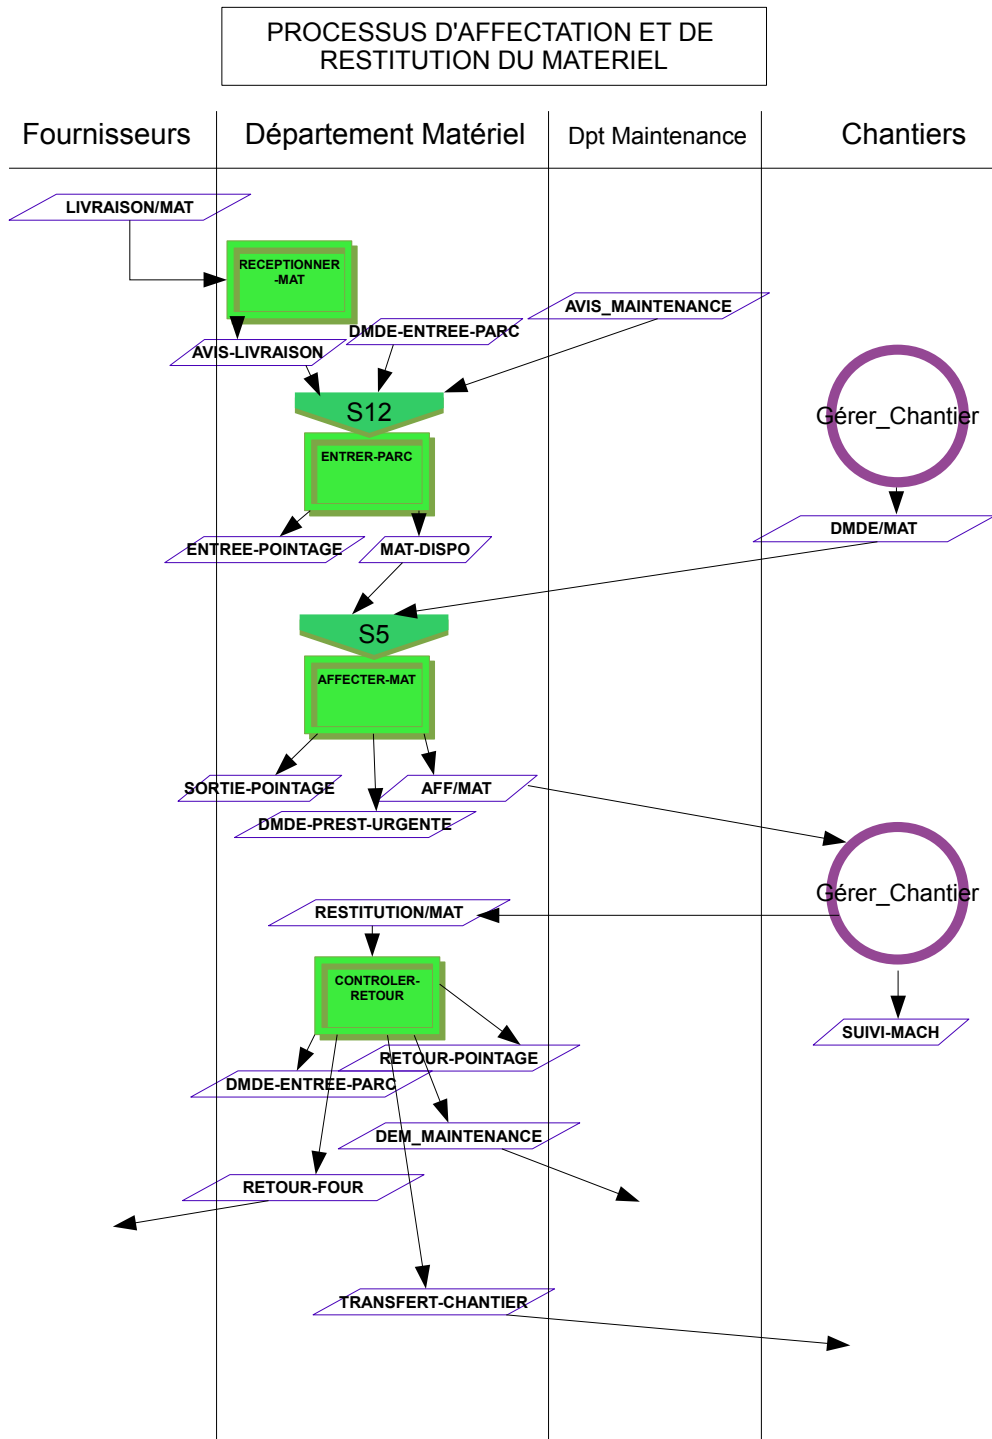 PROCESSUS D'AFFECTATION ET DE
RESTITUTION DU MATERIEL
Fournisseurs
Département Matériel
Dpt Maintenance
Chantiers
LIVRAISON/MAT
RECEPTIONNER
-MAT
AVIS_MAINTENANCE
DMDE-ENTREE-PARC
AVIS-LIVRAISON
S12
Gérer_Chantier
ENTRER-PARC
DMDE/MAT
ENTREE-POINTAGE
MAT-DISPO
S5
AFFECTER-MAT
SORTIE-POINTAGE
AFF/MAT
DMDE-PREST-URGENTE
Gérer_Chantier
RESTITUTION/MAT
CONTROLER-
RETOUR
SUIVI-MACH
RETOUR-POINTAGE
DMDE-ENTREE-PARC
DEM_MAINTENANCE
RETOUR-FOUR
TRANSFERT-CHANTIER